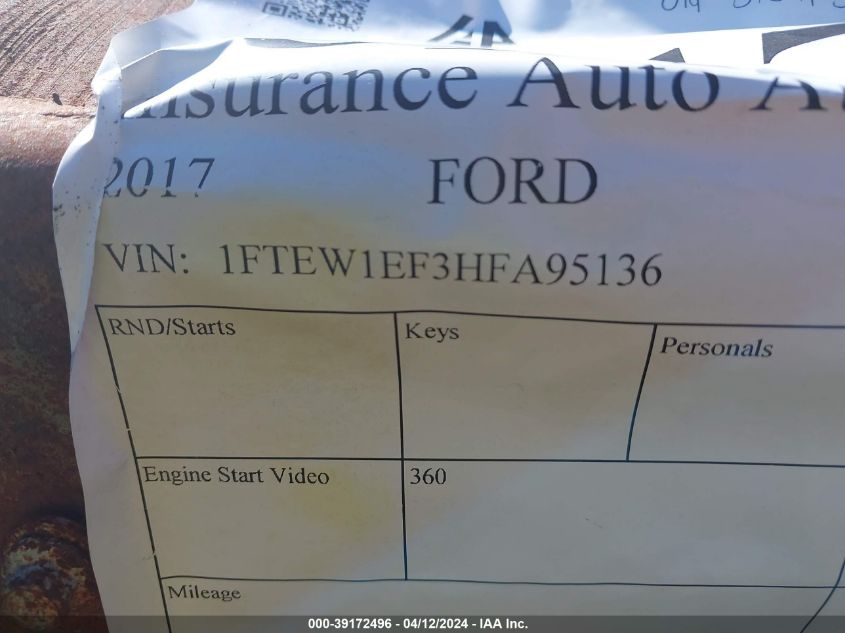 Insurance Auto
2017 FORD
VIN: 1FTEW1EF3HFA95136
RND/Starts Keys Personals
Engine Start Video 360
Mileage
000-39172496 - 04/12/2024 - IAA Inc.